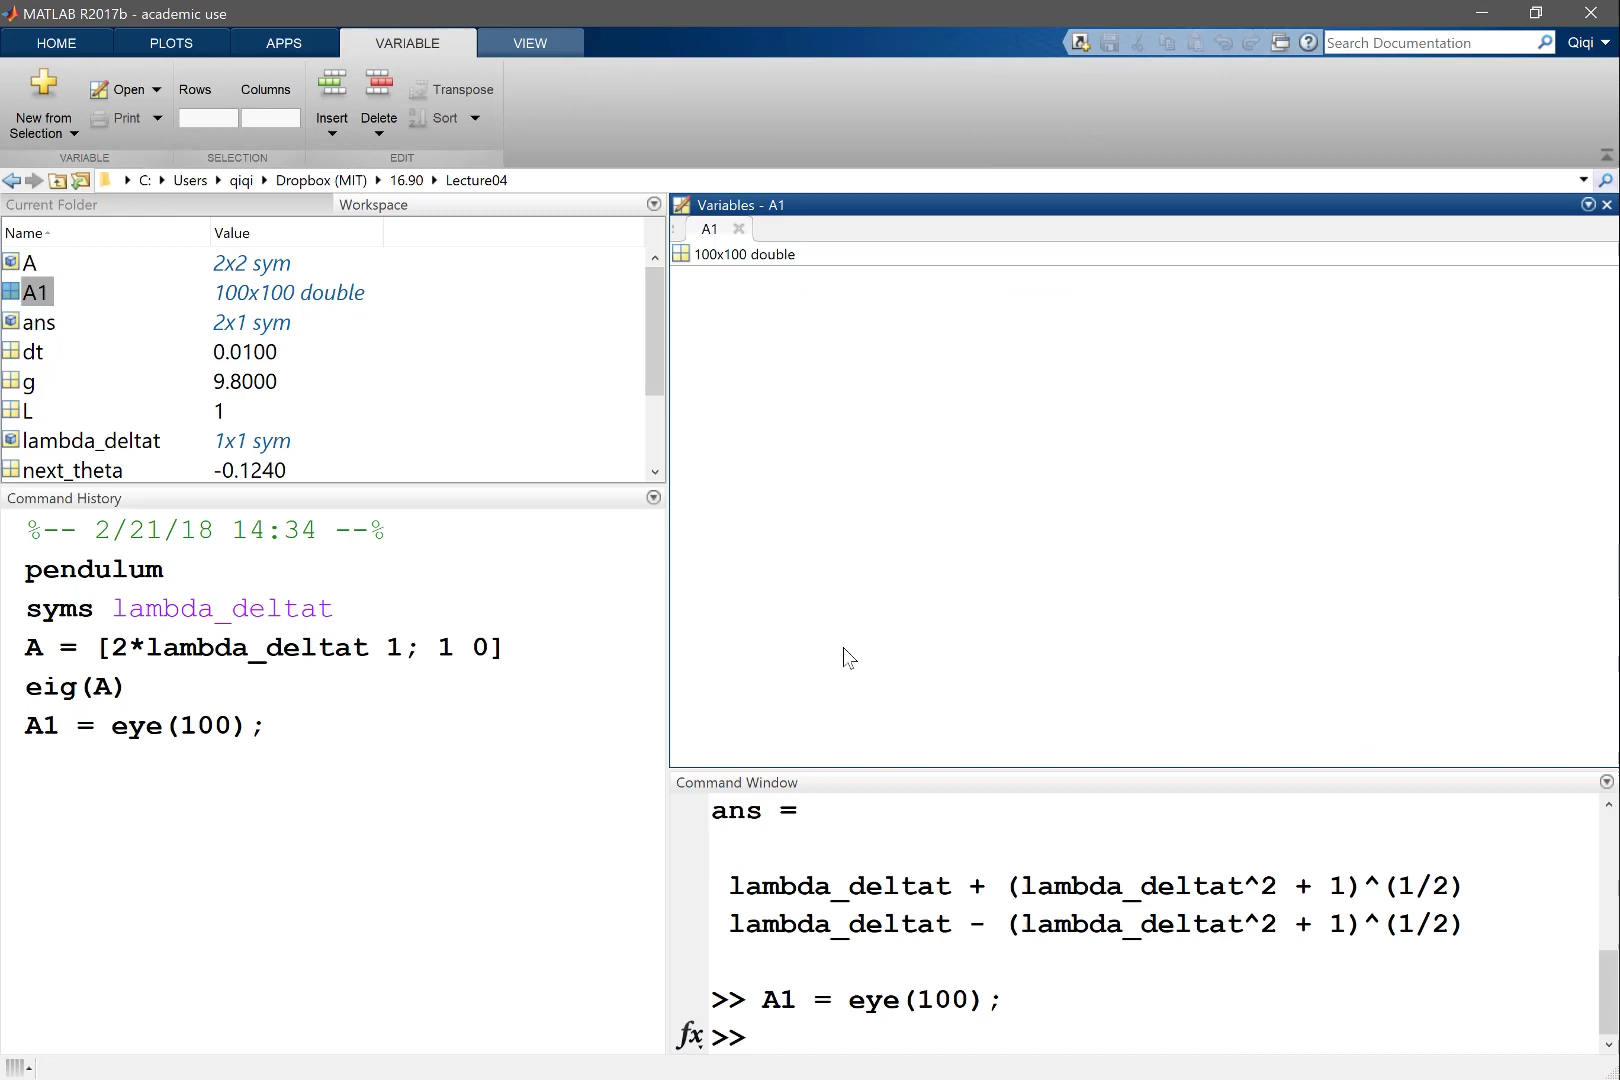 MATLAB R2017b - academic use
HOME PLOTS APPS VARIABLE VIEW
Search Documentation
Qiqi
New from Selection
Open
Print
Rows Columns
Insert
Delete
Transpose
Sort
VARIABLE SELECTION EDIT
C: Users qiqi Dropbox (MIT) 16.90 Lecture04
Current Folder
Workspace
Name Value
A 2x2 sym
A1 100x100 double
ans 2x1 sym
dt 0.0100
g 9.8000
L 1
lambda_deltat 1x1 sym
next_theta -0.1240
Command History
%-- 2/21/18 14:34 --%
pendulum
syms lambda_deltat
A = [2*lambda_deltat 1; 1 0]
eig(A)
A1 = eye(100);
Variables - A1
A1
100x100 double
Command Window
ans =
lambda_deltat + (lambda_deltat^2 + 1)^(1/2)
lambda_deltat - (lambda_deltat^2 + 1)^(1/2)
>> A1 = eye(100);
fx >>